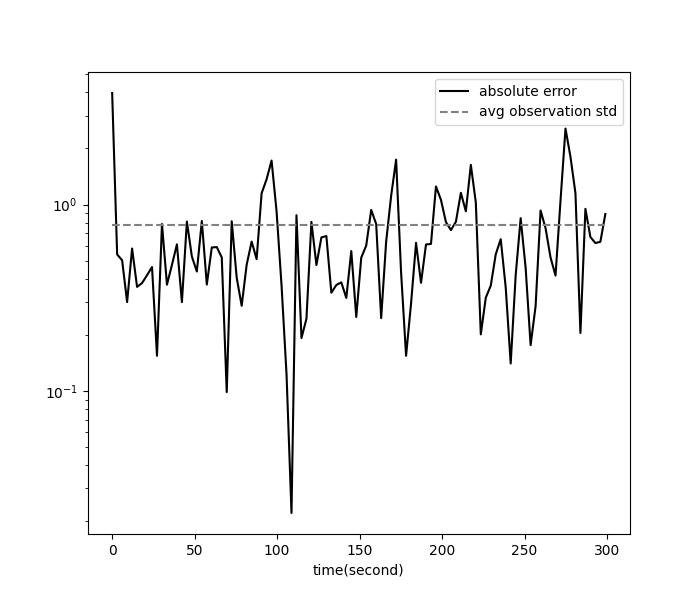 absolute error
avg observation std
10⁰
10⁻¹
0 50 100 150 200 250 300
time(second)